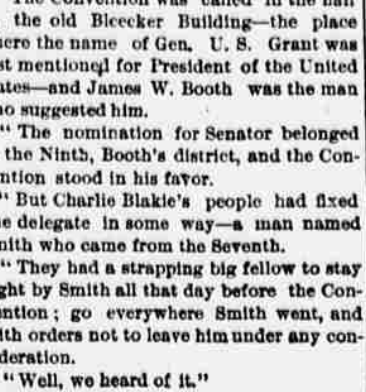 The Convention was called in the hall
the old Bleecker Building—the place
ere the name of Gen. U. S. Grant was
st mentioned for President of the United
ates—and James W. Booth was the man
o suggested him.
"The nomination for Senator belonged
the Ninth, Booth's district, and the Con-
ntion stood in his favor.
"But Charlie Blakie's people had fixed
e delegate in some way—a man named
mith who came from the Seventh.
"They had a strapping big fellow to stay
ght by Smith all that day before the Con-
ntion; go everywhere Smith went, and
ith orders not to leave him under any con-
deration.
"Well, we heard of it."